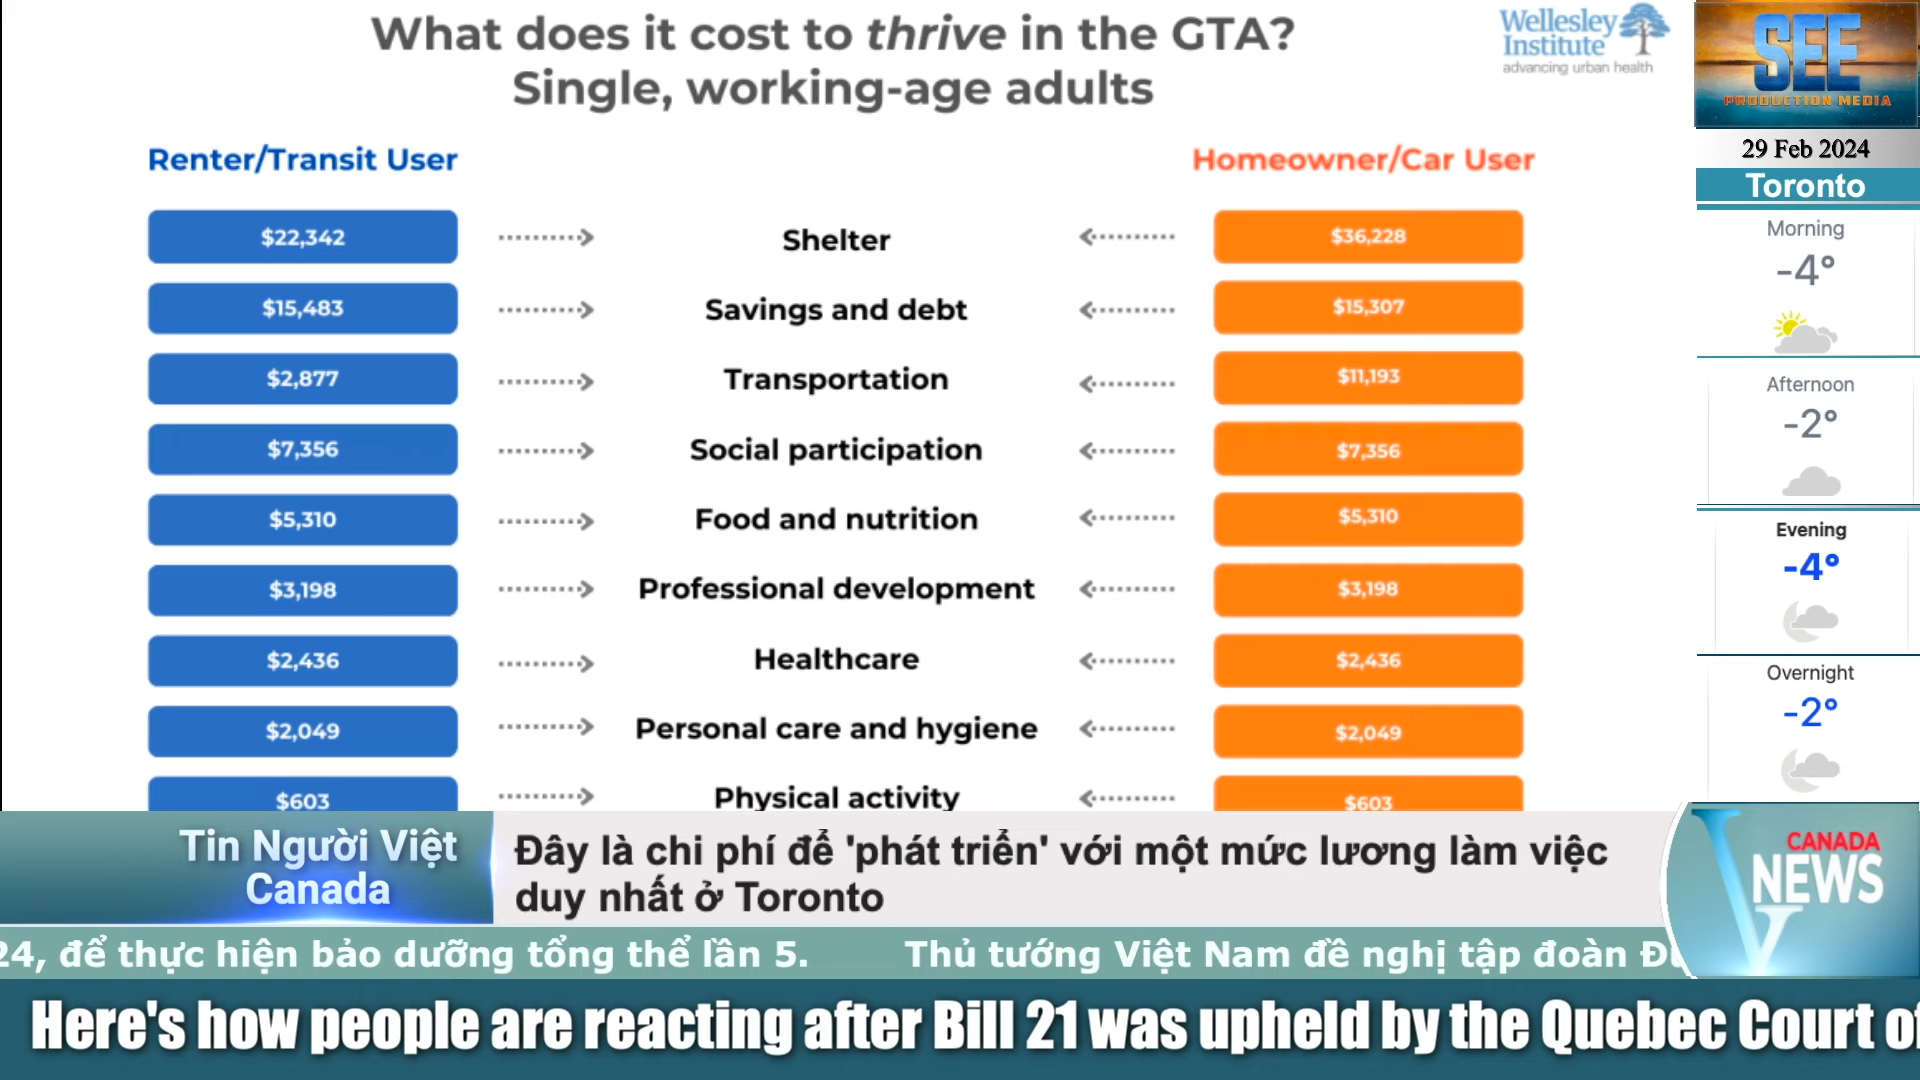 What does it cost to thrive in the GTA?
Single, working-age adults
Wellesley
Institute
advancing urban health
SEE
PRODUCTION MEDIA
29 Feb 2024
Toronto
Morning
-4°
Afternoon
-2°
Evening
-4°
Overnight
-2°
Renter/Transit User
Homeowner/Car User
$22,342 Shelter $36,228
$15,483 Savings and debt $15,307
$2,877 Transportation $11,193
$7,356 Social participation $7,356
$5,310 Food and nutrition $5,310
$3,198 Professional development $3,198
$2,436 Healthcare $2,436
$2,049 Personal care and hygiene $2,049
$603 Physical activity $603
Tin Người Việt
Canada
Đây là chi phí để 'phát triển' với một mức lương làm việc
duy nhất ở Toronto
V
CANADA
NEWS
24, để thực hiện bảo dưỡng tổng thể lần 5. Thủ tướng Việt Nam đề nghị tập đoàn
Here's how people are reacting after Bill 21 was upheld by the Quebec Court of